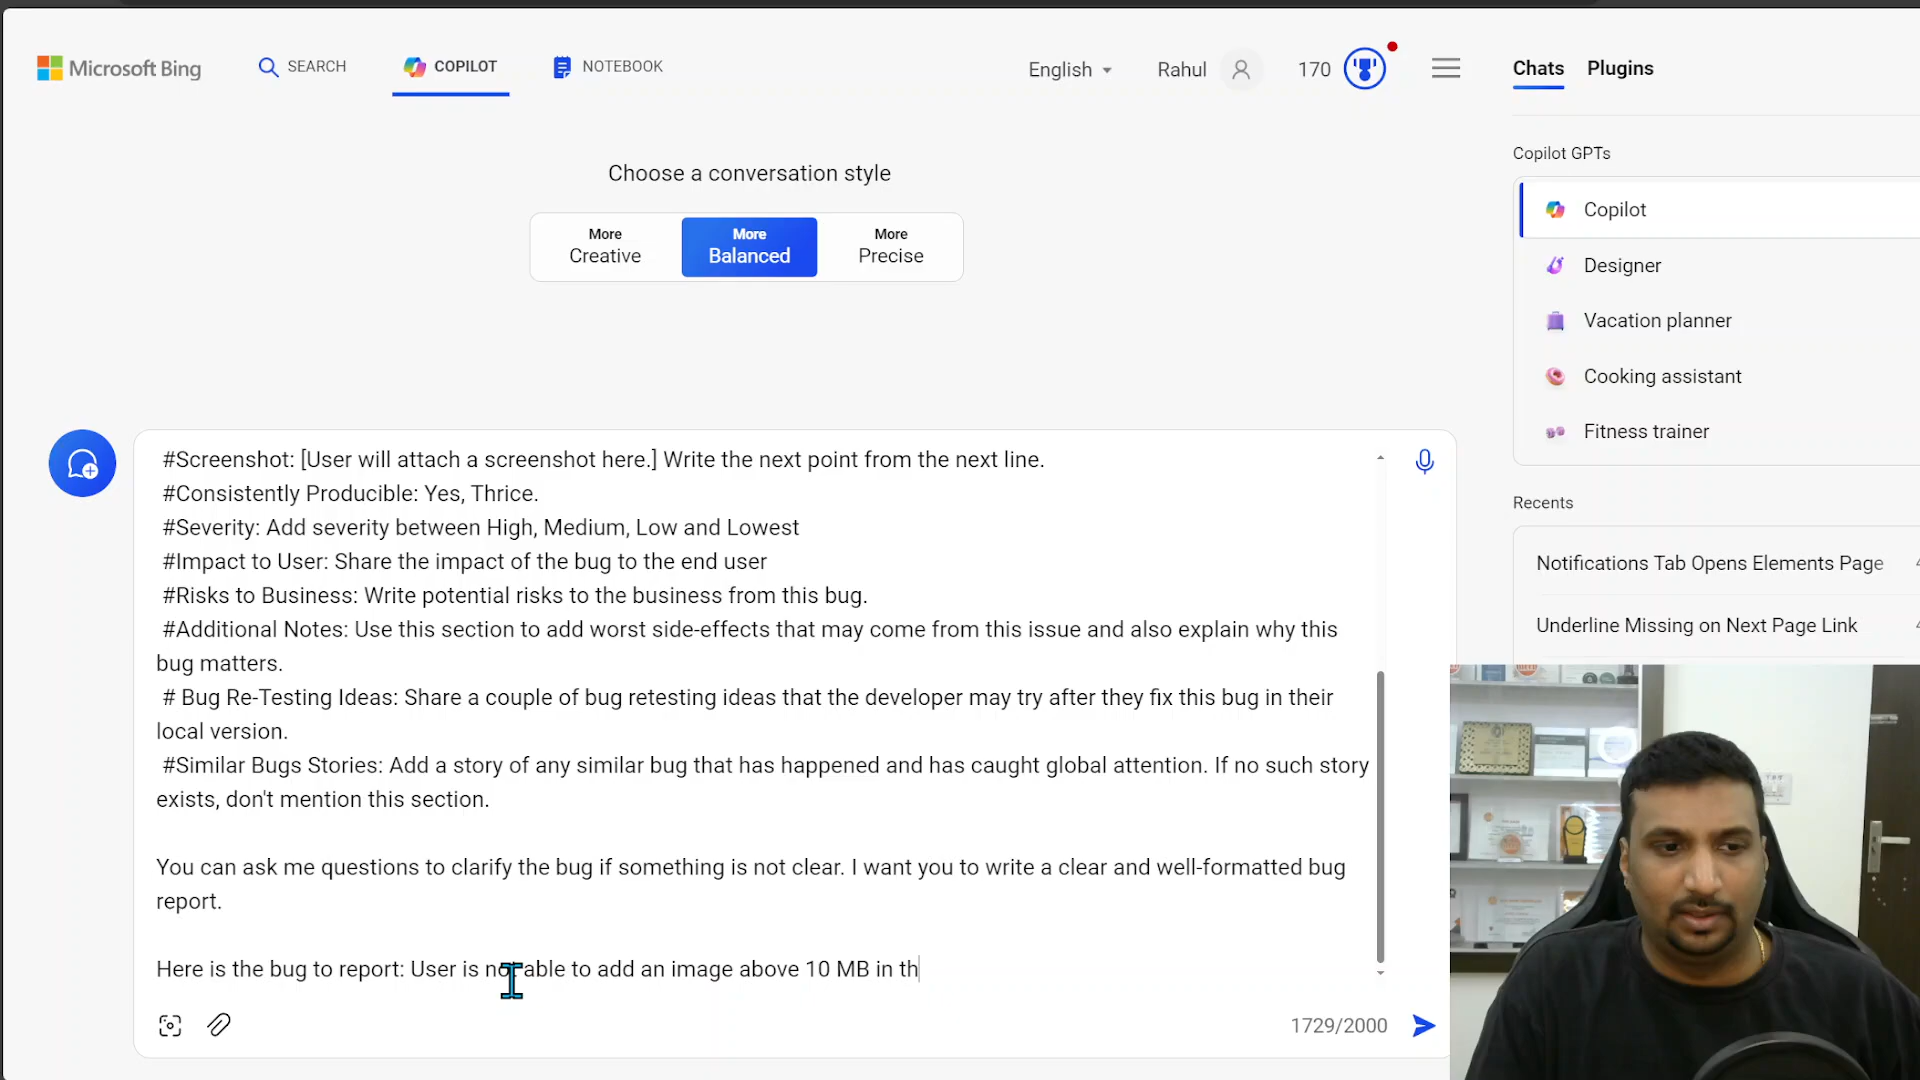 Microsoft Bing
SEARCH
COPILOT
NOTEBOOK
English
Rahul
170
Chats
Plugins
Choose a conversation style
More
Creative
More
Balanced
More
Precise
Copilot GPTs
Copilot
Designer
Vacation planner
Cooking assistant
Fitness trainer
Recents
Notifications Tab Opens Elements Page
Underline Missing on Next Page Link
#Screenshot: [User will attach a screenshot here.] Write the next point from the next line.
#Consistently Producible: Yes, Thrice.
#Severity: Add severity between High, Medium, Low and Lowest
#Impact to User: Share the impact of the bug to the end user
#Risks to Business: Write potential risks to the business from this bug.
#Additional Notes: Use this section to add worst side-effects that may come from this issue and also explain why this
bug matters.
# Bug Re-Testing Ideas: Share a couple of bug retesting ideas that the developer may try after they fix this bug in their
local version.
#Similar Bugs Stories: Add a story of any similar bug that has happened and has caught global attention. If no such story
exists, don't mention this section.
You can ask me questions to clarify the bug if something is not clear. I want you to write a clear and well-formatted bug
report.
Here is the bug to report: User is not able to add an image above 10 MB in th
1729/2000